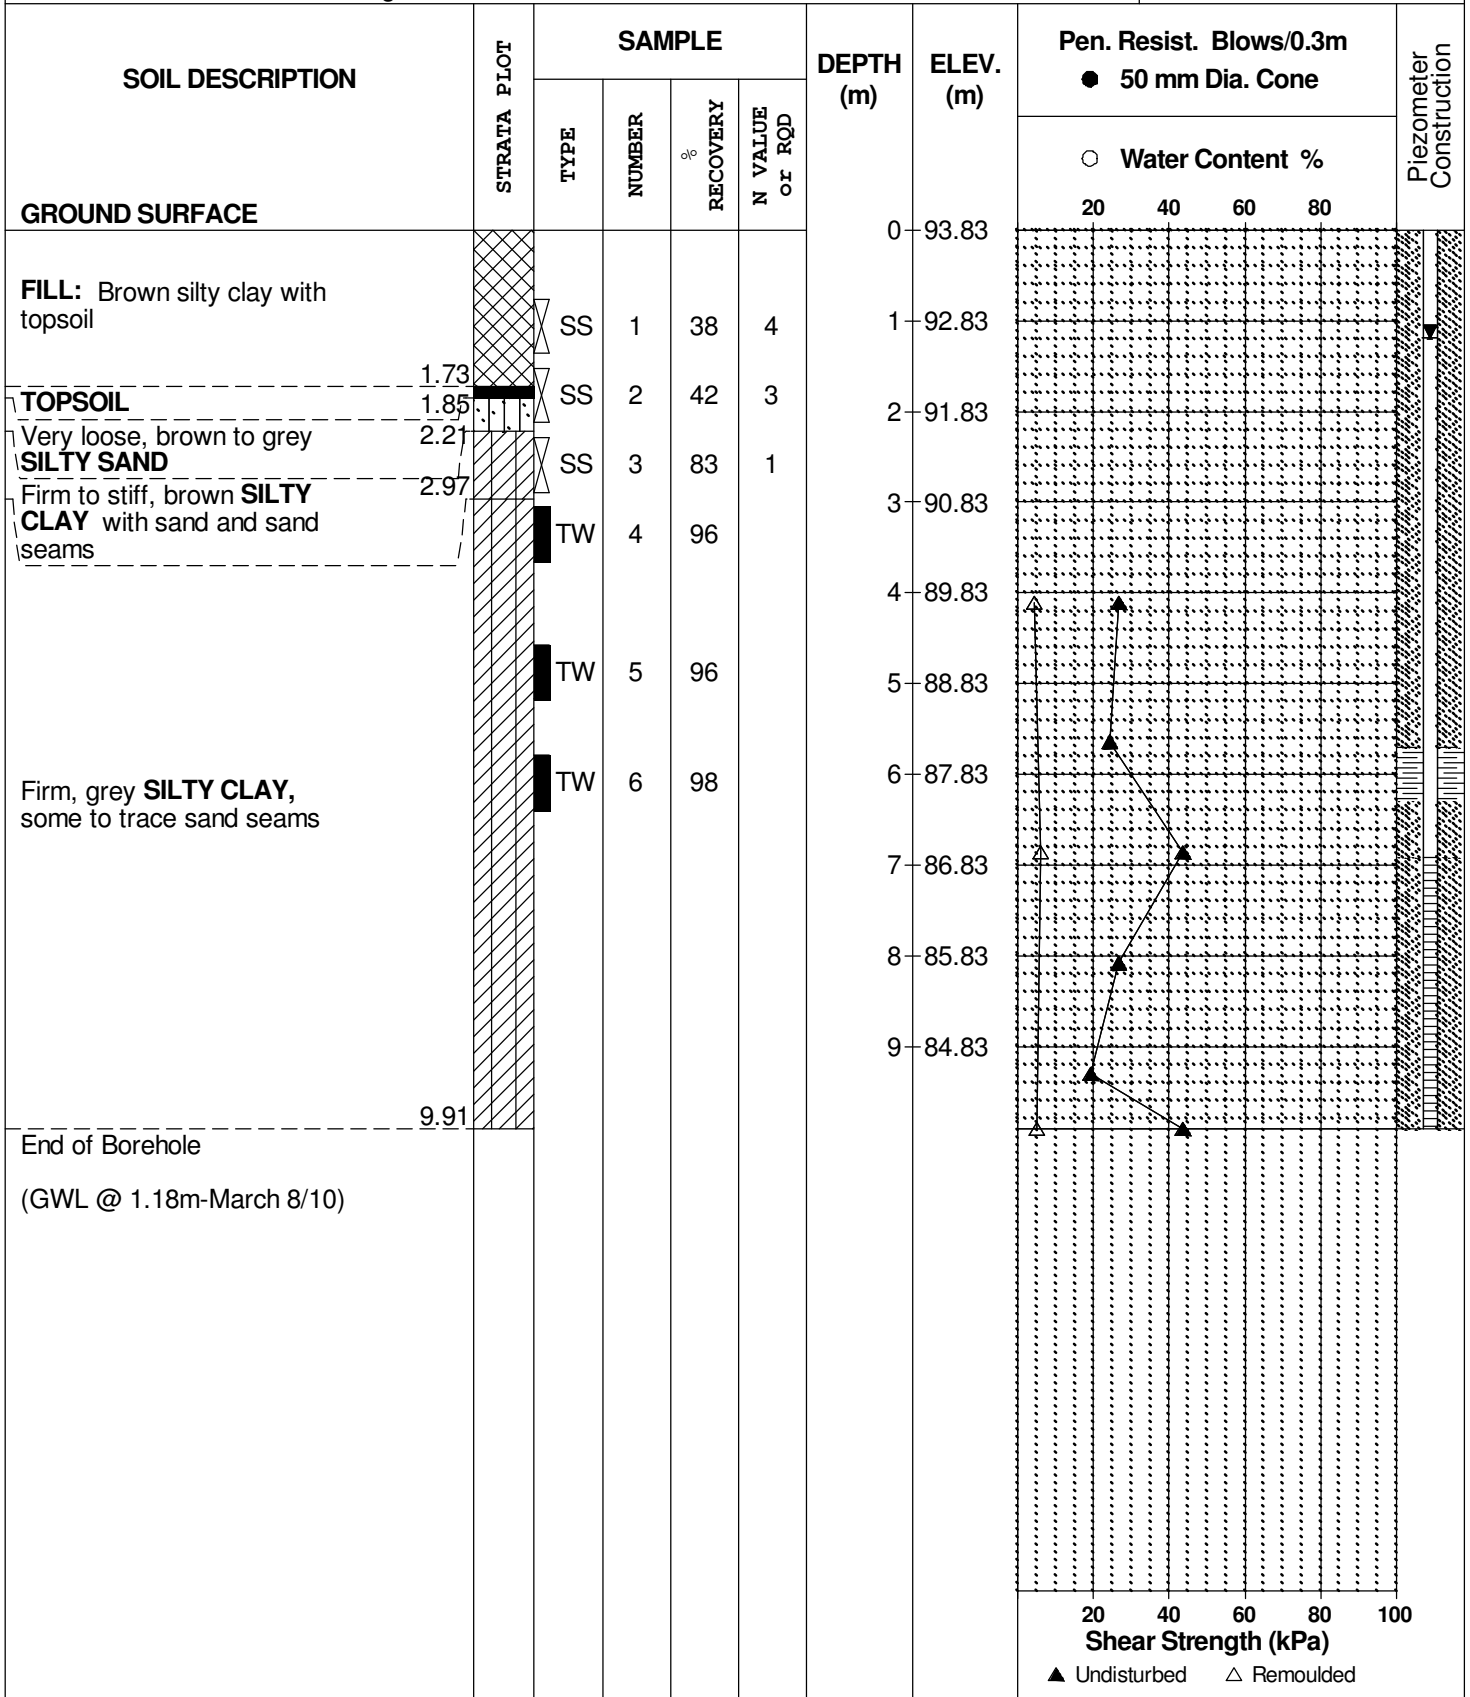 SOIL DESCRIPTION
GROUND SURFACE
STRATA PLOT
SAMPLE
TYPE
NUMBER
%
RECOVERY
N VALUE
or RQD
DEPTH
(m)
ELEV.
(m)
Pen. Resist. Blows/0.3m
● 50 mm Dia. Cone
○ Water Content %
20 40 60 80
Piezometer
Construction
0 93.83
FILL: Brown silty clay with
topsoil
SS 1 38 4
1 92.83
1.73
TOPSOIL
1.85
SS 2 42 3
2 91.83
Very loose, brown to grey
SILTY SAND
2.21
SS 3 83 1
2.97
Firm to stiff, brown SILTY
CLAY with sand and sand
seams
3 90.83
TW 4 96
4 89.83
TW 5 96
5 88.83
6 87.83
TW 6 98
Firm, grey SILTY CLAY,
some to trace sand seams
7 86.83
8 85.83
9 84.83
9.91
End of Borehole
(GWL @ 1.18m-March 8/10)
20 40 60 80 100
Shear Strength (kPa)
▲ Undisturbed △ Remoulded